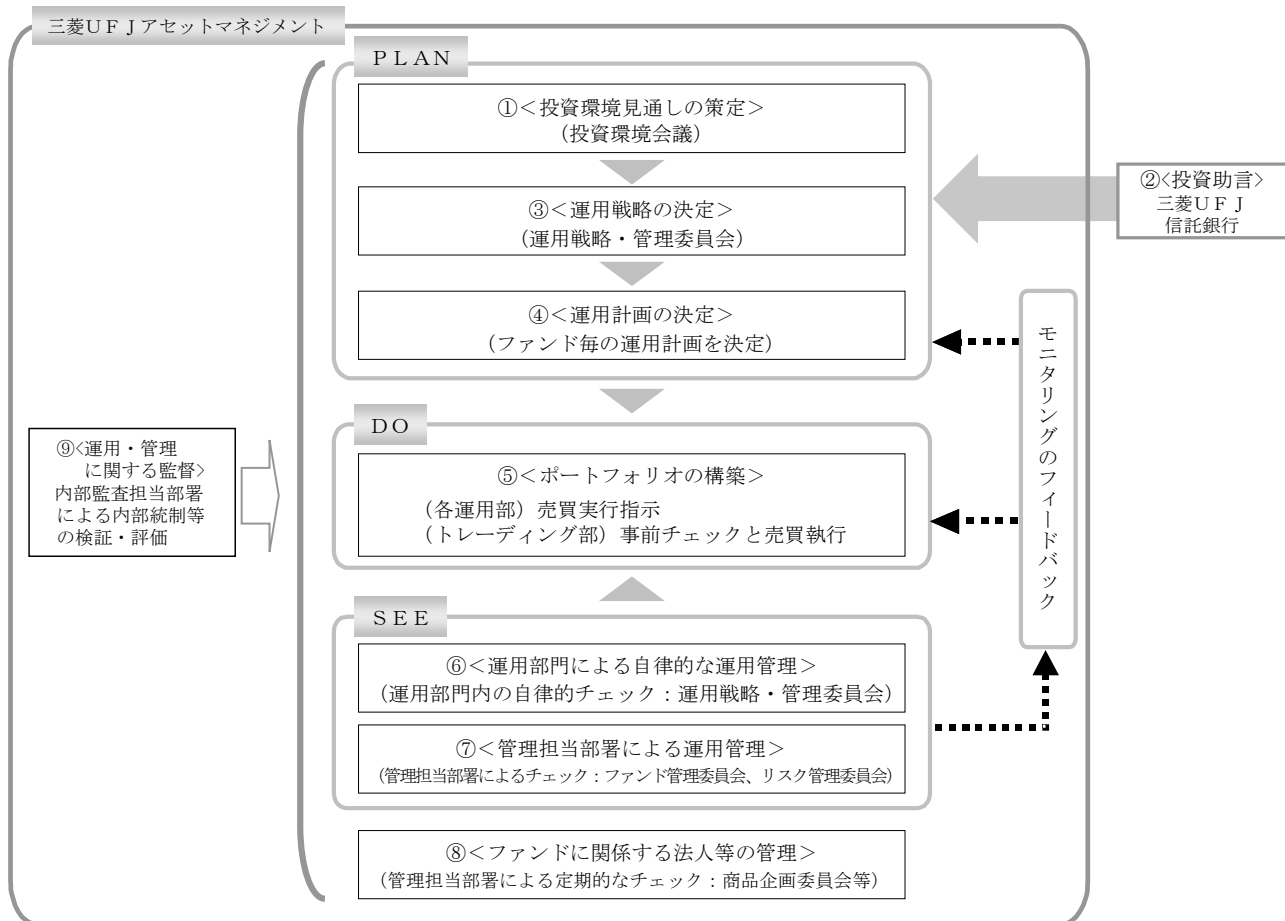 三菱ＵＦＪアセットマネジメント
ＰＬＡＮ
①＜投資環境見通しの策定＞
（投資環境会議）
②<投資助言>
三菱ＵＦＪ
信託銀行
③＜運用戦略の決定＞
（運用戦略・管理委員会）
④＜運用計画の決定＞
（ファンド毎の運用計画を決定）
モニタリングのフィードバック
ＤＯ
⑤＜ポートフォリオの構築＞
（各運用部）売買実行指示
（トレーディング部）事前チェックと売買執行
⑨<運用・管理
に関する監督>
内部監査担当部署
による内部統制等
の検証・評価
ＳＥＥ
⑥＜運用部門による自律的な運用管理＞
（運用部門内の自律的チェック：運用戦略・管理委員会）
⑦＜管理担当部署による運用管理＞
（管理担当部署によるチェック：ファンド管理委員会、リスク管理委員会）
⑧＜ファンドに関係する法人等の管理＞
（管理担当部署による定期的なチェック：商品企画委員会等）